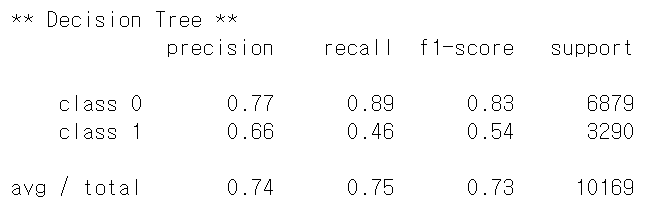 ** Decision Tree **
precision recall f1-score support
class 0 0.77 0.89 0.83 6879
class 1 0.66 0.46 0.54 3290
avg / total 0.74 0.75 0.73 10169